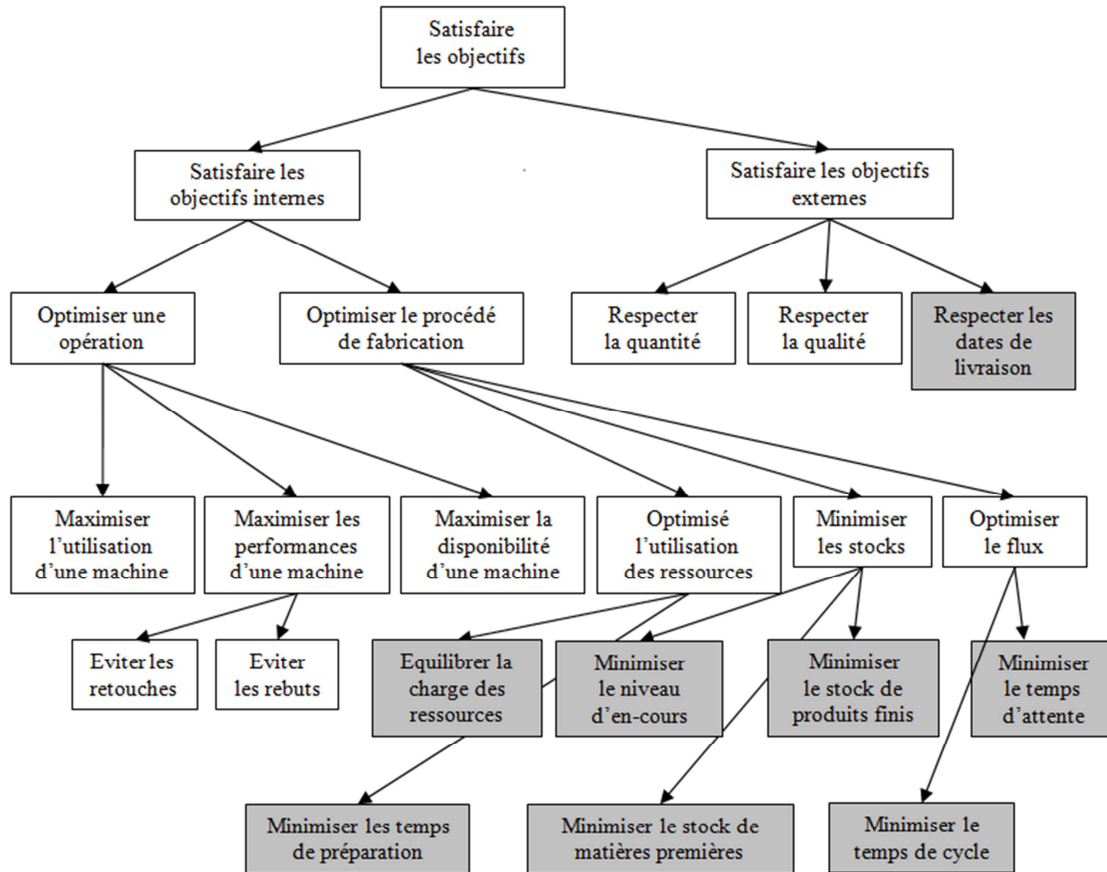 Satisfaire
les objectifs
Satisfaire les
objectifs internes
Satisfaire les objectifs
externes
Optimiser une
opération
Optimiser le procédé
de fabrication
Respecter
la quantité
Respecter
la qualité
Respecter les
dates de
livraison
Maximiser
l'utilisation
d'une machine
Maximiser les
performances
d'une machine
Maximiser la
disponibilité
d'une machine
Optimisé
l'utilisation
des ressources
Minimiser
les stocks
Optimiser
le flux
Eviter les
retouches
Eviter
les rebuts
Equilibrer la
charge des
ressources
Minimiser
le niveau
d'en-cours
Minimiser
le stock de
produits finis
Minimiser
le temps
d'attente
Minimiser les temps
de préparation
Minimiser le stock de
matières premières
Minimiser le
temps de cycle